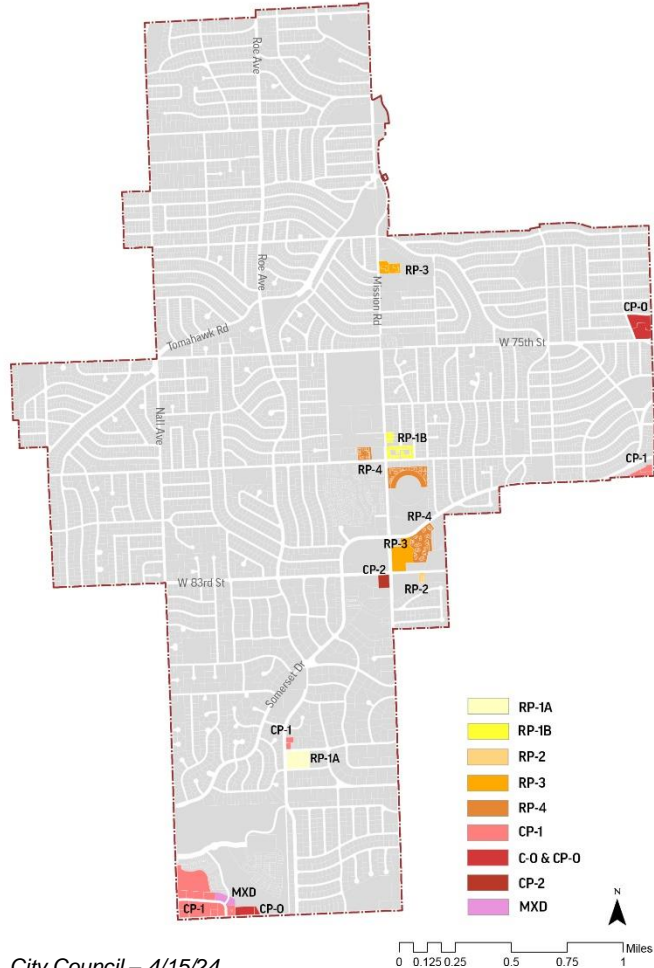 Roe Ave
Roe Ave
Mission Rd
RP-3
CP-O
Tomahawk Rd
W 75th St
Nall Ave
RP-1B
RP-4
CP-1
RP-4
RP-3
CP-2
W 83rd St
RP-2
Somerset Dr
CP-1
RP-1A
MXD
CP-1
CP-O
RP-1A
RP-1B
RP-2
RP-3
RP-4
CP-1
C-O & CP-O
CP-2
MXD
N
Miles
0 0.125 0.25 0.5 0.75 1
City Council – 4/15/24